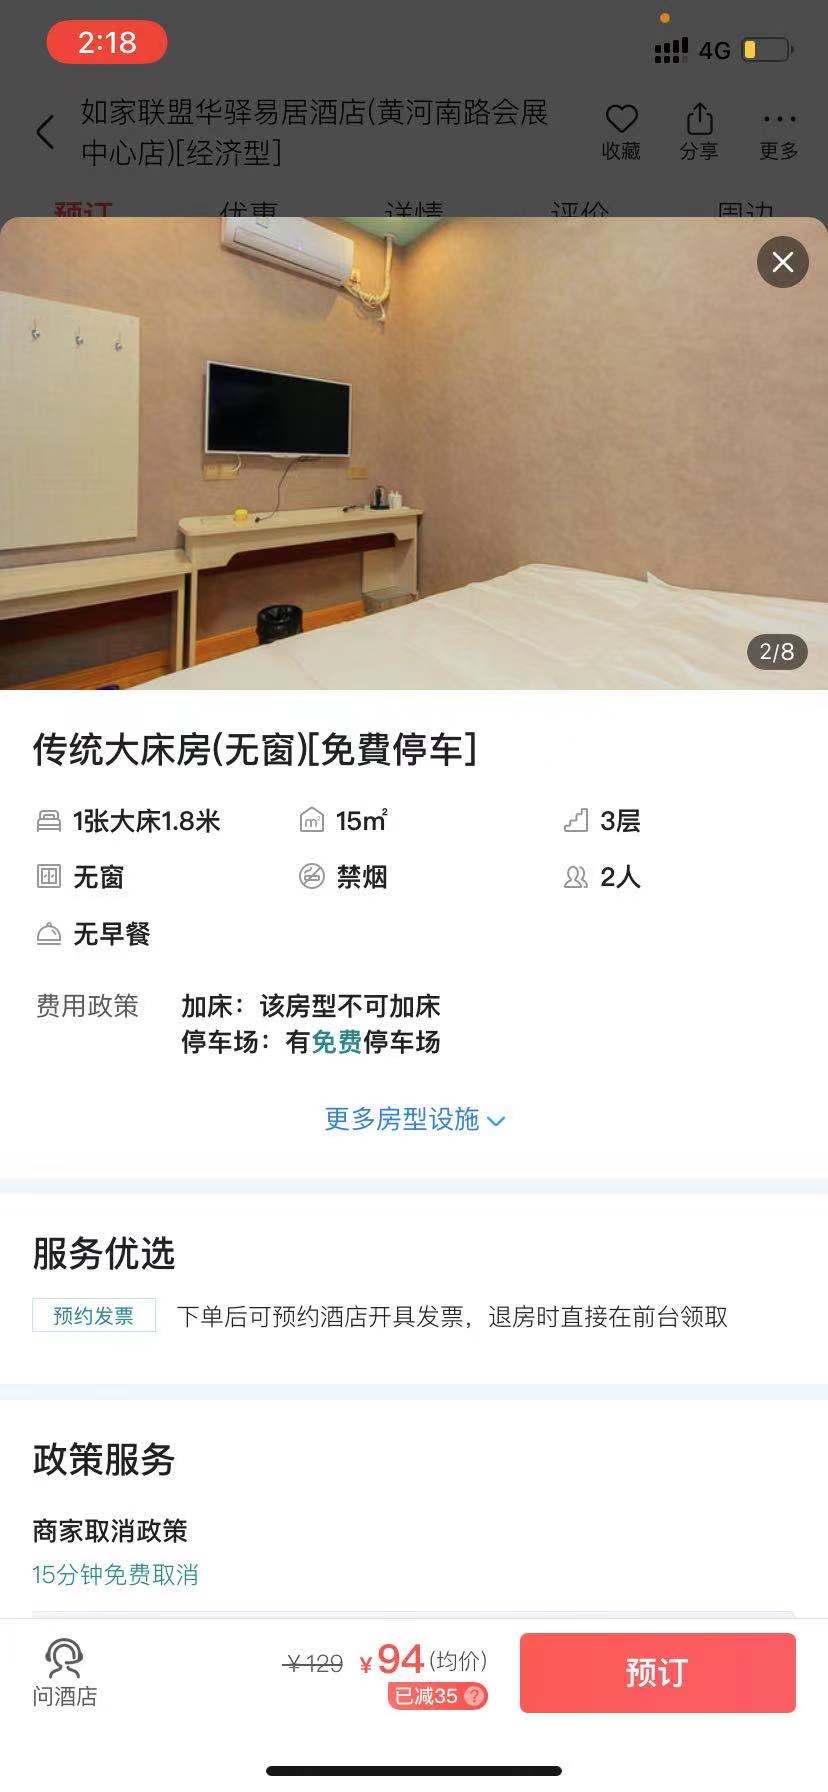 2:18
4G
如家联盟华驿易居酒店(黄河南路会展
中心店)[经济型]
收藏
分享
更多
预订
优惠
详情
评价
周边
2/8
传统大床房(无窗)[免費停车]
1张大床1.8米
15㎡
3层
无窗
禁烟
2人
无早餐
费用政策
加床：该房型不可加床
停车场：有免费停车场
更多房型设施
服务优选
预约发票
下单后可预约酒店开具发票，退房时直接在前台领取
政策服务
商家取消政策
15分钟免费取消
问酒店
¥129
¥94(均价)
已减35?
预订